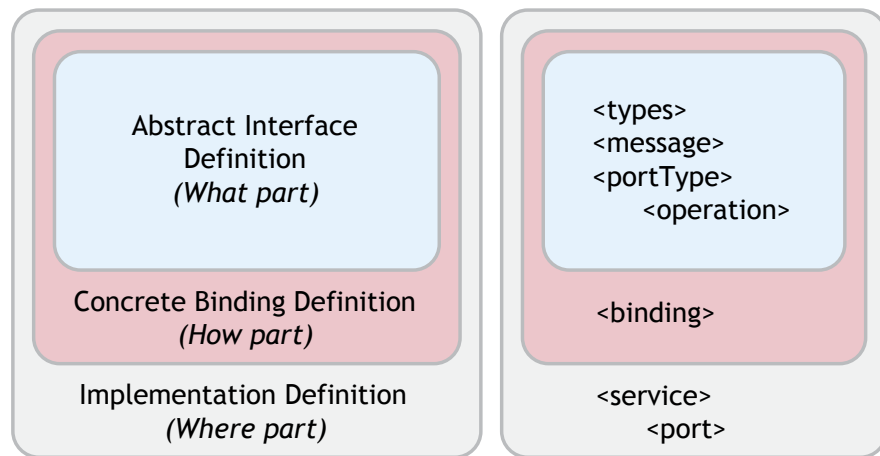 Abstract Interface
Definition
(What part)
Concrete Binding Definition
(How part)
Implementation Definition
(Where part)
<types>
<message>
<portType>
<operation>
<binding>
<service>
<port>